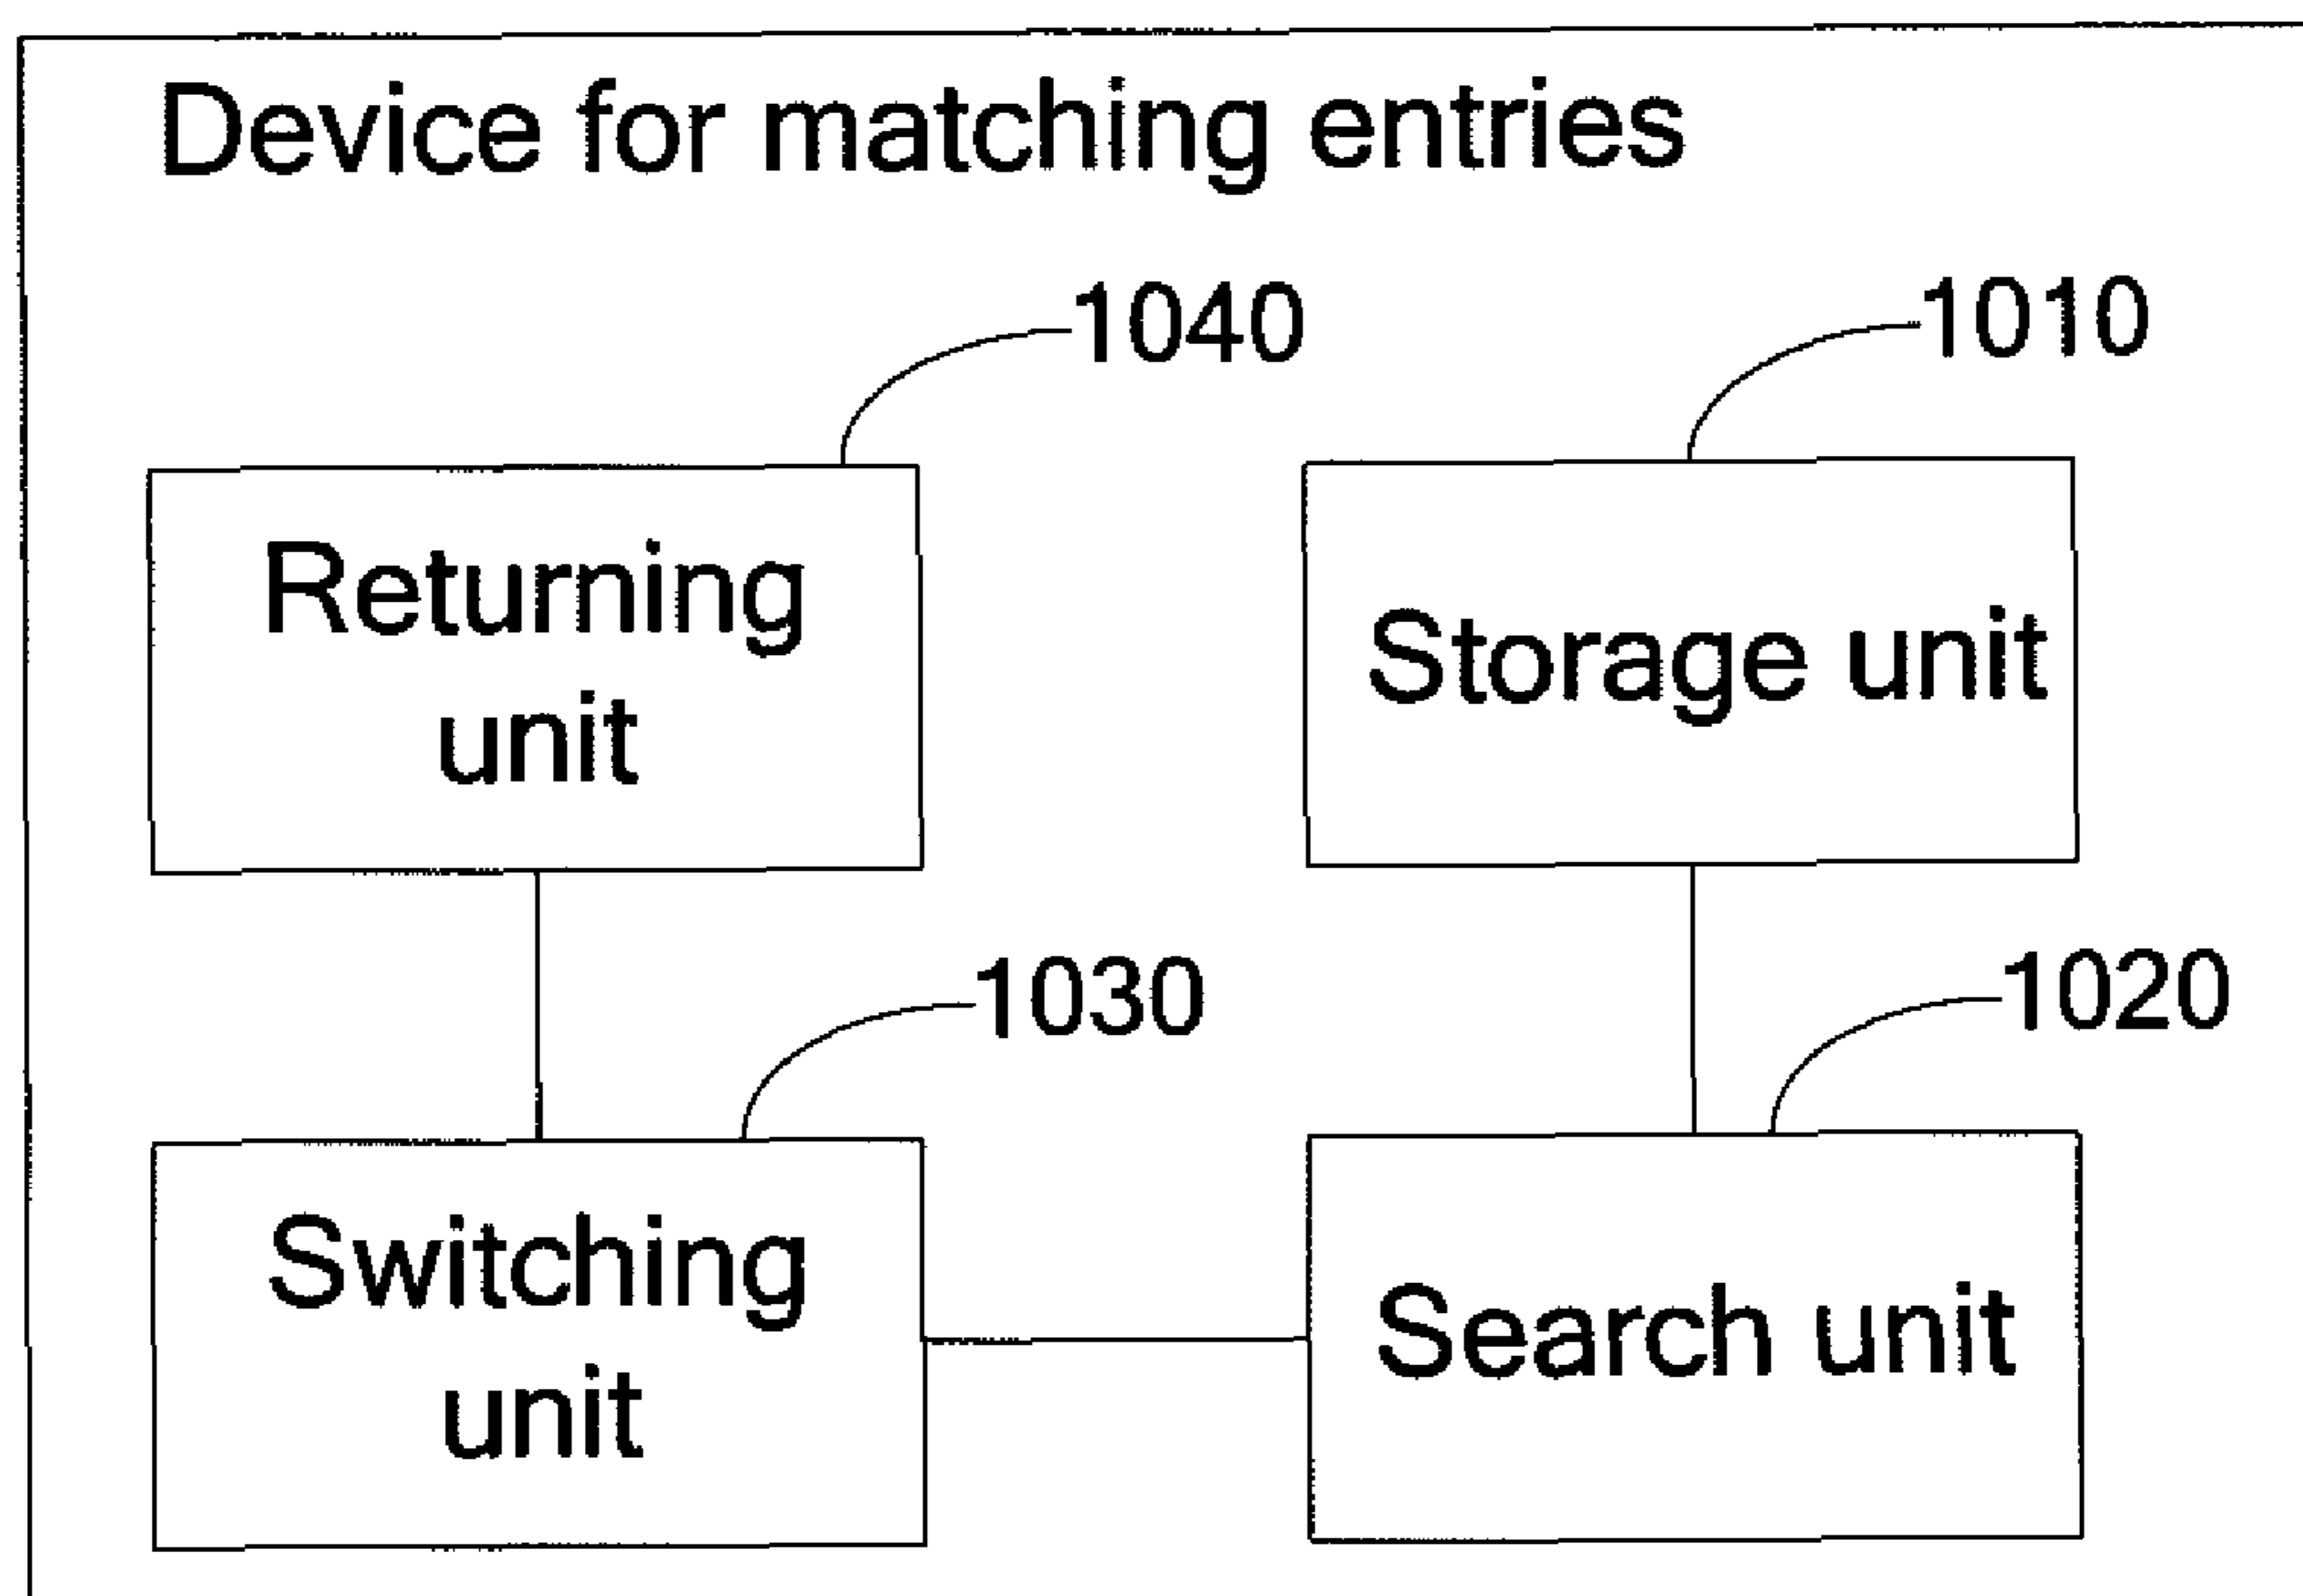 Device for matching entries
1040
1010
Returning
unit
Storage unit
1030
1020
Switching
unit
Search unit